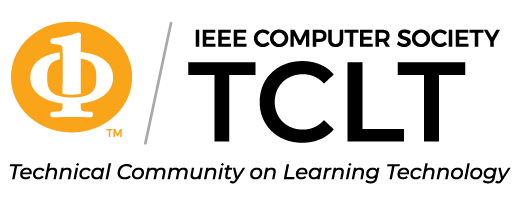 IEEE COMPUTER SOCIETY
TCLT
TM
Technical Community on Learning Technology